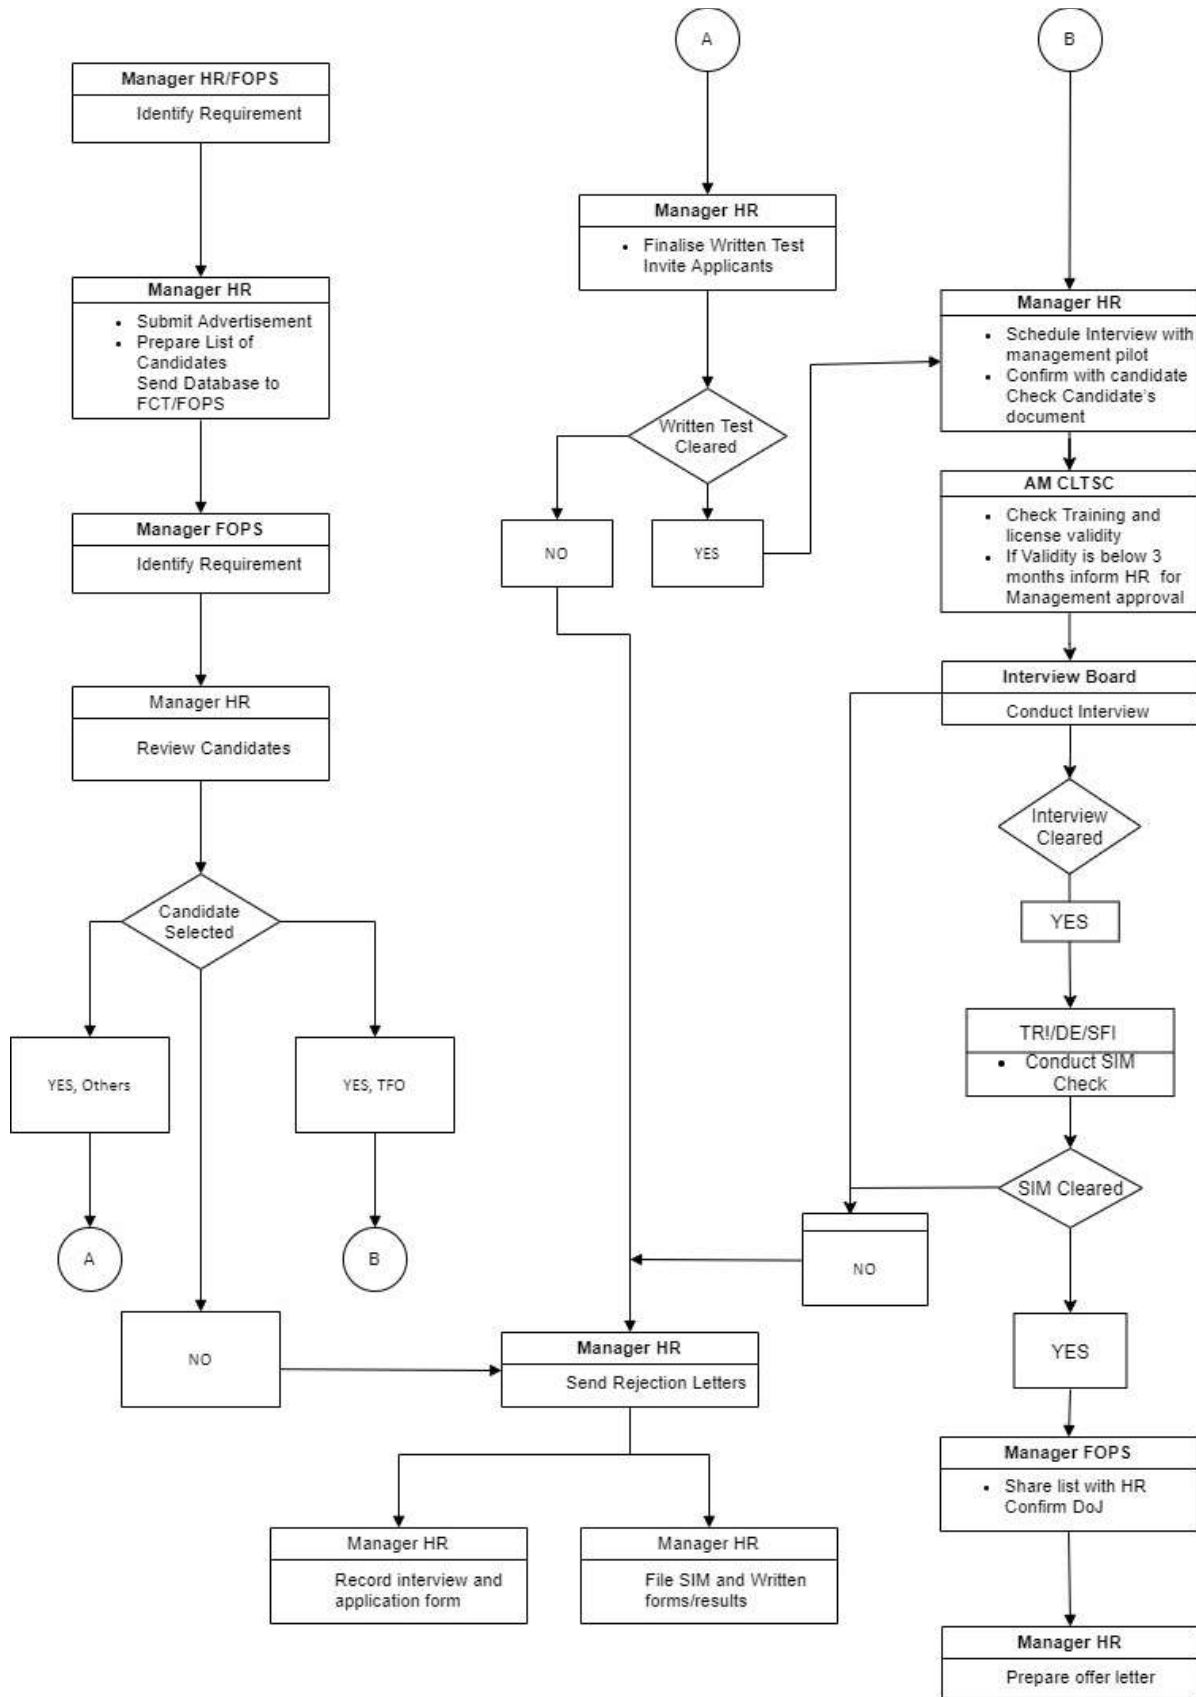 Manager HR/FOPS
Identify Requirement
Manager HR
• Submit Advertisement
• Prepare List of
Candidates
Send Database to
FCT/FOPS
Manager FOPS
Identify Requirement
Manager HR
Review Candidates
Candidate
Selected
YES, Others
YES, TFO
A
B
NO
A
Manager HR
• Finalise Written Test
Invite Applicants
Written Test
Cleared
NO
YES
Manager HR
Send Rejection Letters
Manager HR
Record interview and
application form
Manager HR
File SIM and Written
forms/results
B
Manager HR
• Schedule Interview with
management pilot
• Confirm with candidate
Check Candidate's
document
AM CLTSC
• Check Training and
license validity
• If Validity is below 3
months inform HR for
Management approval
Interview Board
Conduct Interview
Interview
Cleared
YES
TR!/DE/SFI
• Conduct SIM
Check
SIM Cleared
NO
YES
Manager FOPS
• Share list with HR
Confirm DoJ
Manager HR
Prepare offer letter